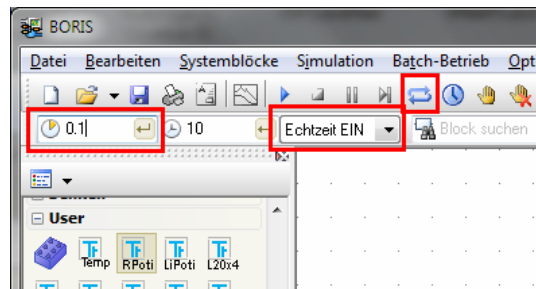 BORIS
Datei Bearbeiten Systemblöcke Simulation Batch-Betrieb Opt
0.1 10 Echtzeit EIN Block suchen
User
Temp RPoti LiPoti L20x4